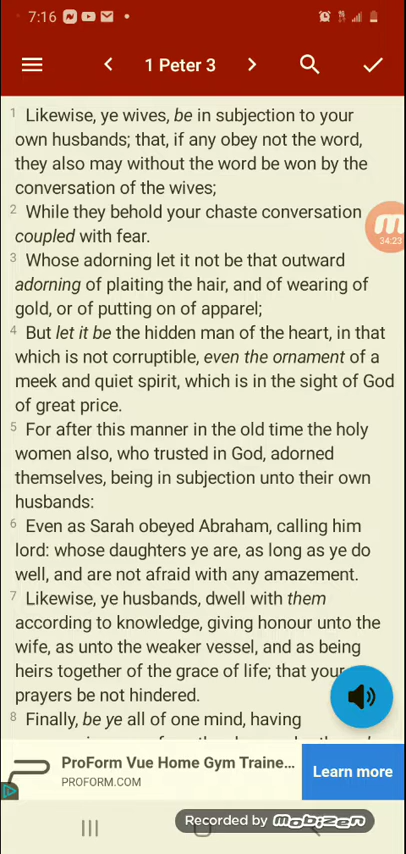 7:16
1 Peter 3
1 Likewise, ye wives, be in subjection to your
own husbands; that, if any obey not the word,
they also may without the word be won by the
conversation of the wives;
2 While they behold your chaste conversation
coupled with fear.
34:23
3 Whose adorning let it not be that outward
adorning of plaiting the hair, and of wearing of
gold, or of putting on of apparel;
4 But let it be the hidden man of the heart, in that
which is not corruptible, even the ornament of a
meek and quiet spirit, which is in the sight of God
of great price.
5 For after this manner in the old time the holy
women also, who trusted in God, adorned
themselves, being in subjection unto their own
husbands:
6 Even as Sarah obeyed Abraham, calling him
lord: whose daughters ye are, as long as ye do
well, and are not afraid with any amazement.
7 Likewise, ye husbands, dwell with them
according to knowledge, giving honour unto the
wife, as unto the weaker vessel, and as being
heirs together of the grace of life; that your
prayers be not hindered.
8 Finally, be ye all of one mind, having
ProForm Vue Home Gym Traine...
PROFORM.COM
Learn more
Recorded by mobizen